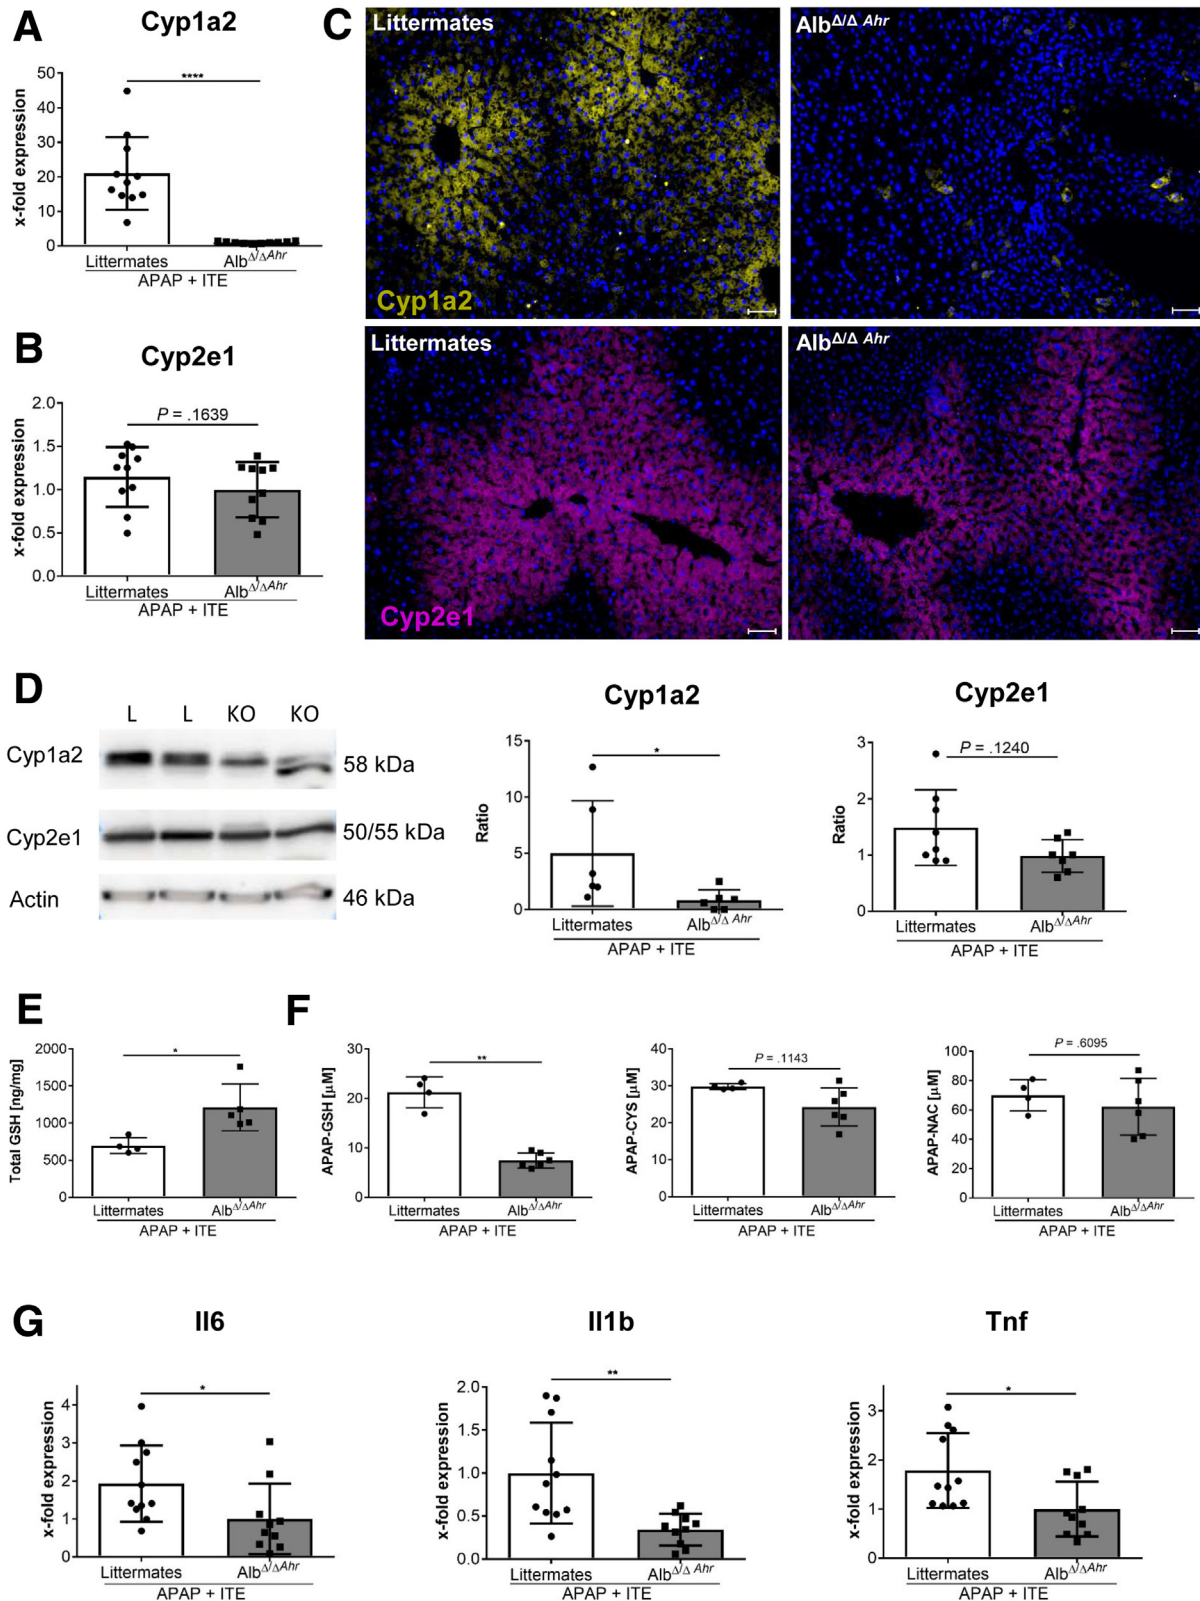 A
Cyp1a2
x-fold expression
50
40
30
20
10
0
****
Littermates
AlbΔ/ΔAhr
APAP + ITE
B
Cyp2e1
x-fold expression
2.0
1.5
1.0
0.5
0.0
P = .1639
Littermates
AlbΔ/ΔAhr
APAP + ITE
C
Littermates
AlbΔ/Δ Ahr
Cyp1a2
Littermates
AlbΔ/Δ Ahr
Cyp2e1
D
L L KO KO
Cyp1a2 58 kDa
Cyp2e1 50/55 kDa
Actin 46 kDa
Cyp1a2
Ratio
15
10
5
0
*
Littermates
AlbΔ/Δ Ahr
APAP + ITE
Cyp2e1
Ratio
3
2
1
0
P = .1240
Littermates
AlbΔ/ΔAhr
APAP + ITE
E
Total GSH [ng/mg]
2000
1500
1000
500
0
*
Littermates
AlbΔ/ΔAhr
APAP + ITE
F
APAP-GSH [µM]
30
20
10
0
**
Littermates
AlbΔ/ΔAhr
APAP + ITE
APAP-CYS [µM]
40
30
20
10
0
P = .1143
Littermates
AlbΔ/ΔAhr
APAP + ITE
APAP-NAC [µM]
100
80
60
40
20
0
P = .6095
Littermates
AlbΔ/ΔAhr
APAP + ITE
G
Il6
x-fold expression
4
3
2
1
0
*
Littermates
AlbΔ/ΔAhr
APAP + ITE
Il1b
x-fold expression
2.0
1.5
1.0
0.5
0.0
**
Littermates
AlbΔ/Δ Ahr
APAP + ITE
Tnf
x-fold expression
3
2
1
0
*
Littermates
AlbΔ/ΔAhr
APAP + ITE